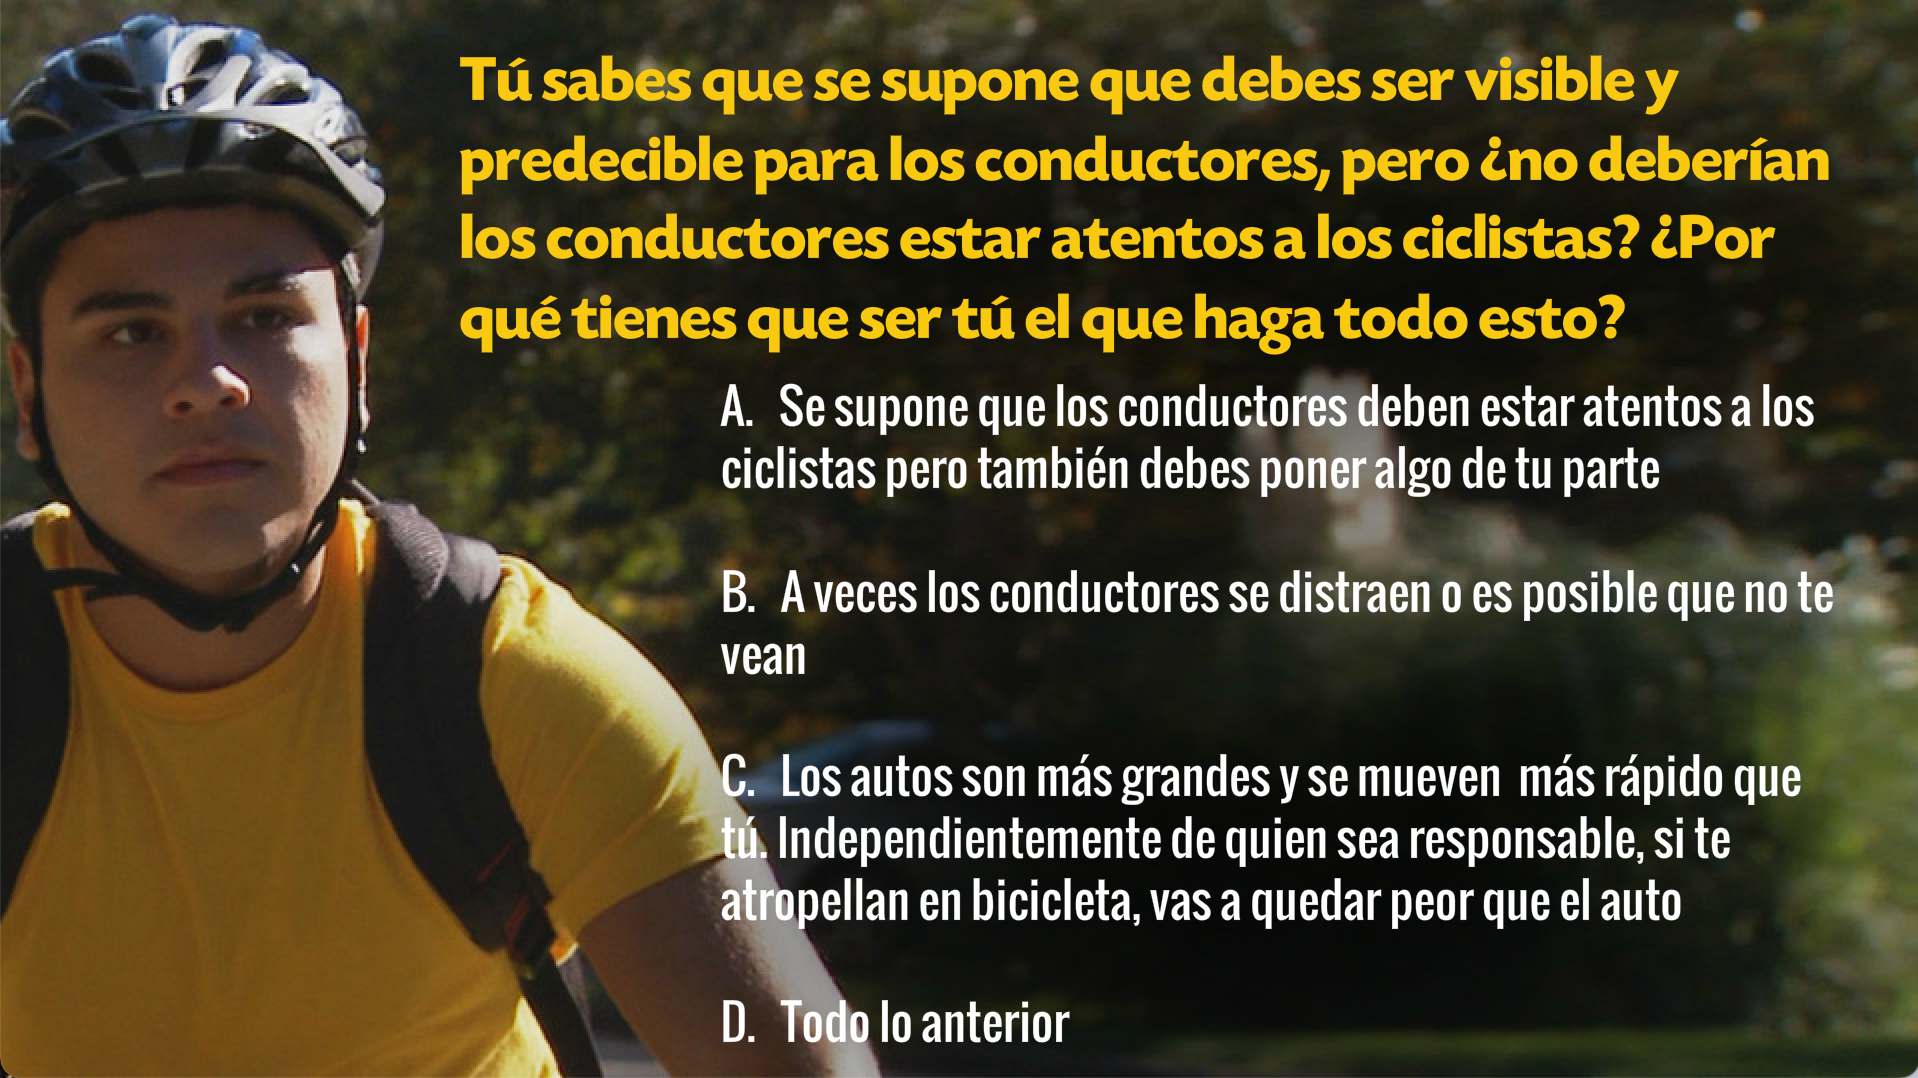 Tú sabes que se supone que debes ser visible y
predecible para los conductores, pero ¿no deberían
los conductores estar atentos a los ciclistas? ¿Por
qué tienes que ser tú el que haga todo esto?
A. Se supone que los conductores deben estar atentos a los
ciclistas pero también debes poner algo de tu parte
B. A veces los conductores se distraen o es posible que no te
vean
C. Los autos son más grandes y se mueven más rápido que
tú. Independientemente de quien sea responsable, si te
atropellan en bicicleta, vas a quedar peor que el auto
D. Todo lo anterior